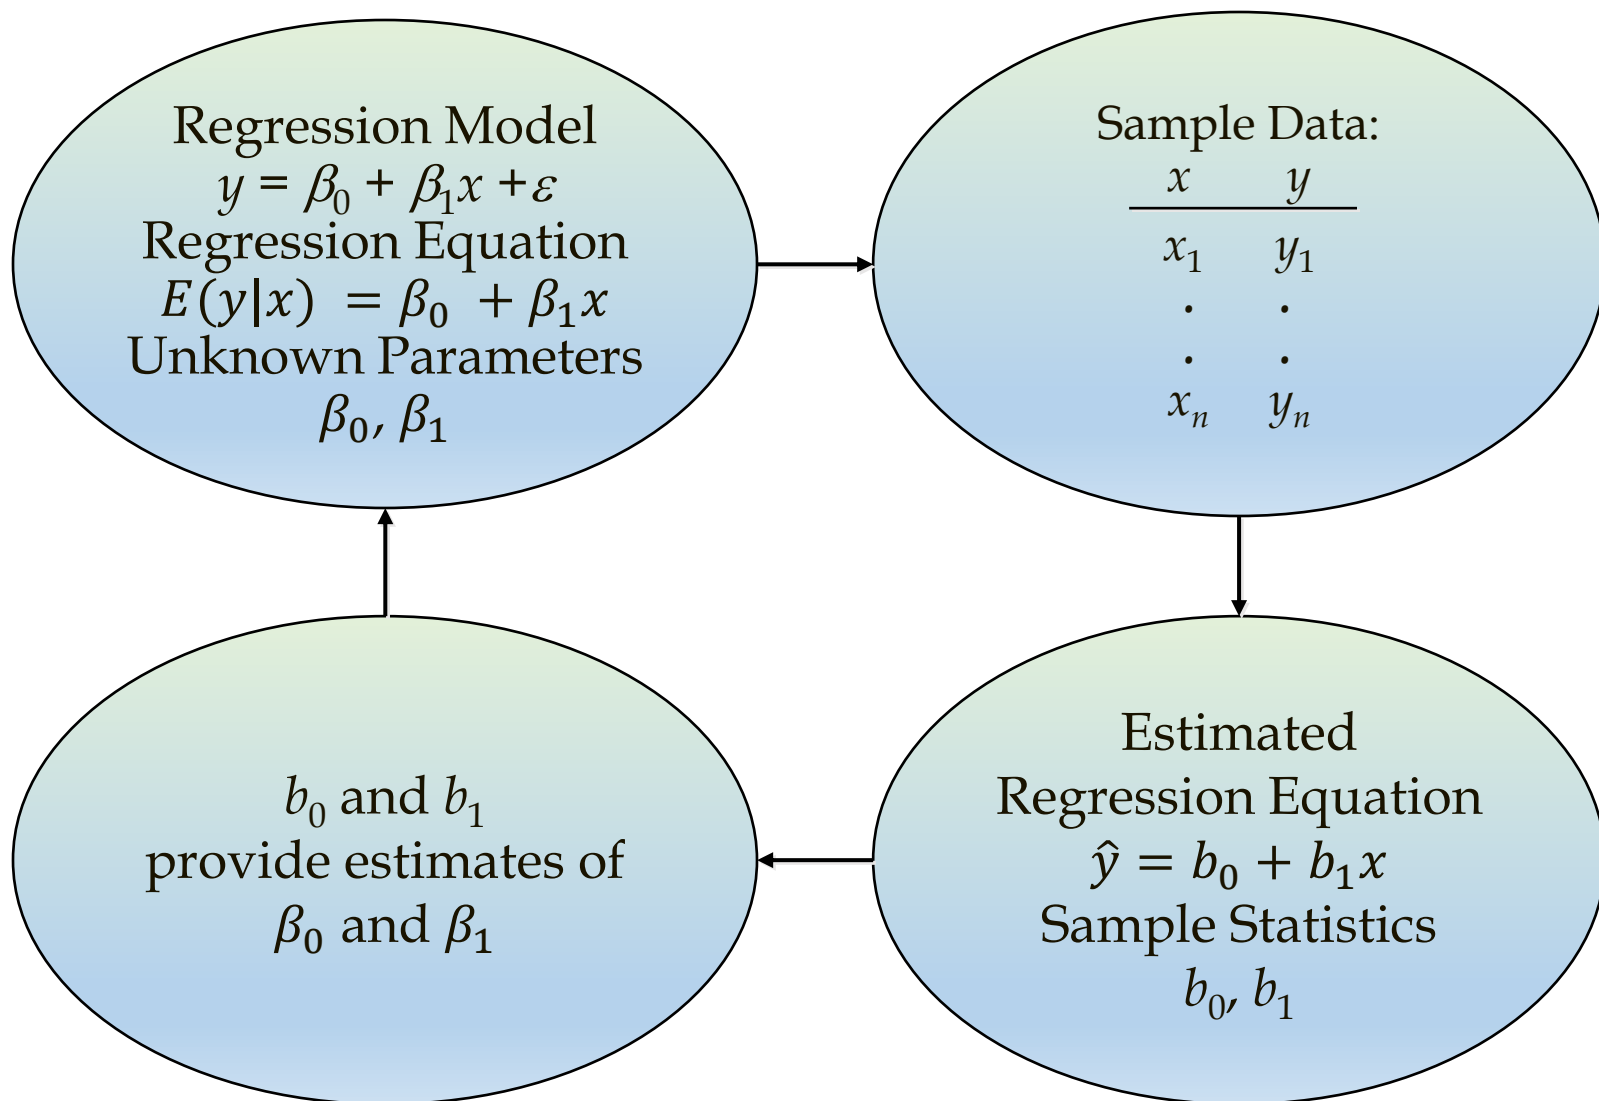 Regression Model
y = β₀ + β₁x +ε
Regression Equation
E(y|x) = β₀ + β₁x
Unknown Parameters
β₀, β₁
Sample Data:
x y
x₁ y₁
. .
. .
xₙ yₙ
Estimated
Regression Equation
ŷ = b₀ + b₁x
Sample Statistics
b₀, b₁
b₀ and b₁
provide estimates of
β₀ and β₁